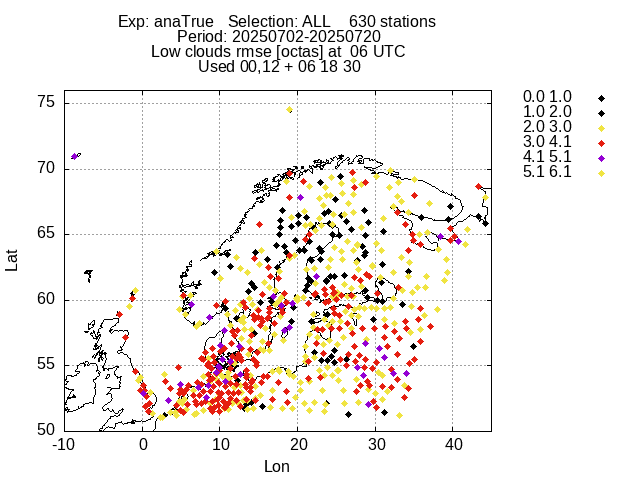 Exp: anaTrue   Selection: ALL    630 stations
Period: 20250702-20250720
Low clouds rmse [octas] at  06 UTC
Used 00,12 + 06 18 30
0.0 1.0
1.0 2.0
2.0 3.0
3.0 4.1
4.1 5.1
5.1 6.1
75
70
65
60
55
50
Lat
-10 0 10 20 30 40
Lon